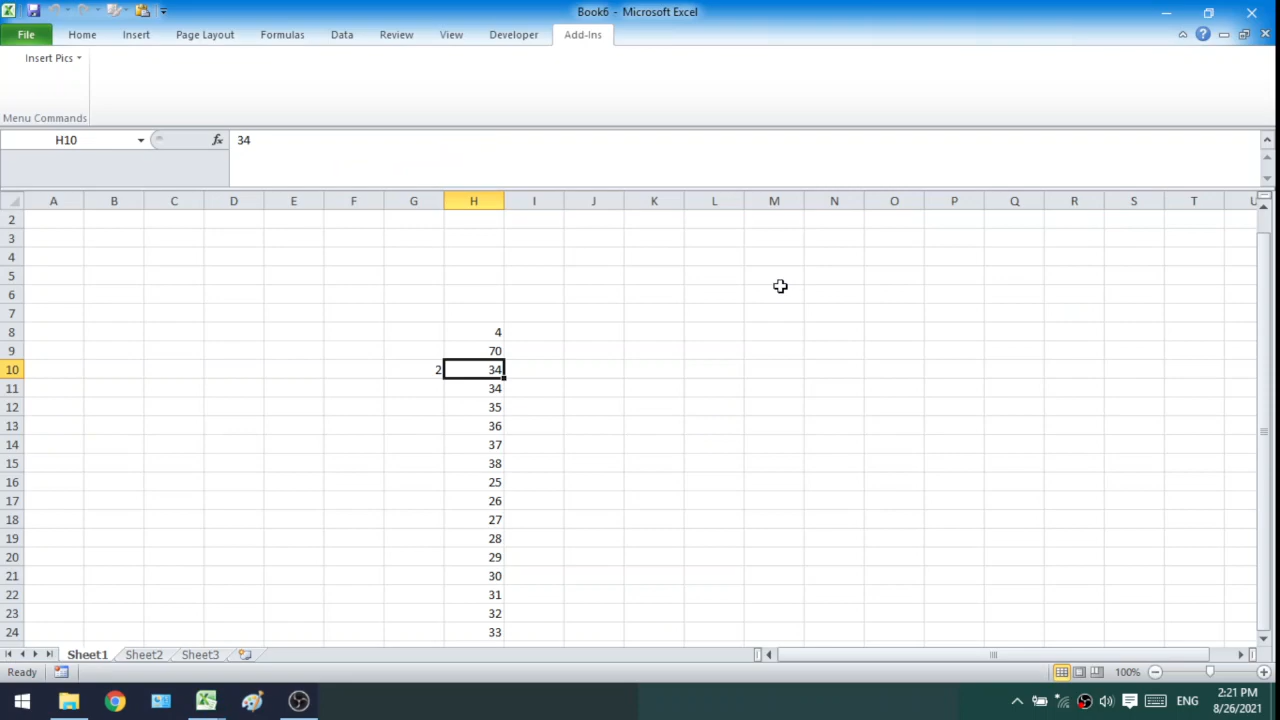 Book6 - Microsoft Excel
File Home Insert Page Layout Formulas Data Review View Developer Add-Ins
Insert Pics
Menu Commands
H10 fx 34
A B C D E F G H I J K L M N O P Q R S T U
2
3
4
5
6
7
8 4
9 70
10 2 34
11 34
12 35
13 36
14 37
15 38
16 25
17 26
18 27
19 28
20 29
21 30
22 31
23 32
24 33
Sheet1 Sheet2 Sheet3
Ready 100%
ENG 2:21 PM
8/26/2021